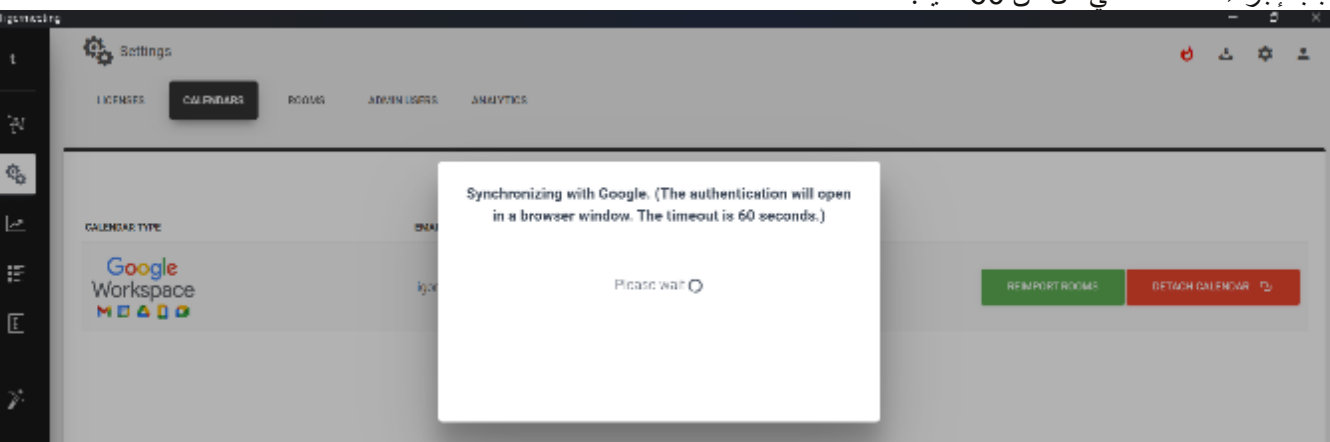 Settings
LICENSES CALENDARS ROOMS ADMIN USERS ANALYTICS
Synchronizing with Google. (The authentication will open
in a browser window. The timeout is 60 seconds.)
CALENDAR TYPE
Google
Workspace
Please wait
REIMPORT ROOMS DETACH CALENDAR